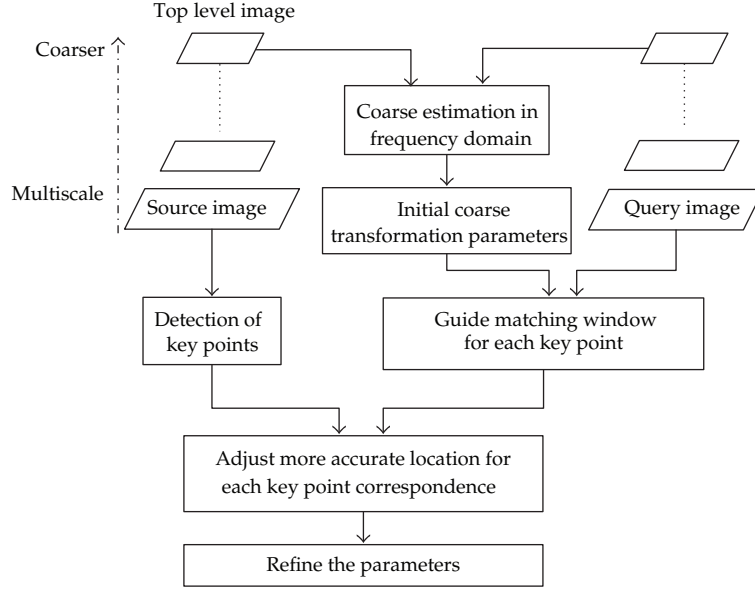 Top level image
Coarser
Coarse estimation in
frequency domain
Multiscale
Source image
Initial coarse
transformation parameters
Query image
Detection of
key points
Guide matching window
for each key point
Adjust more accurate location for
each key point correspondence
Refine the parameters